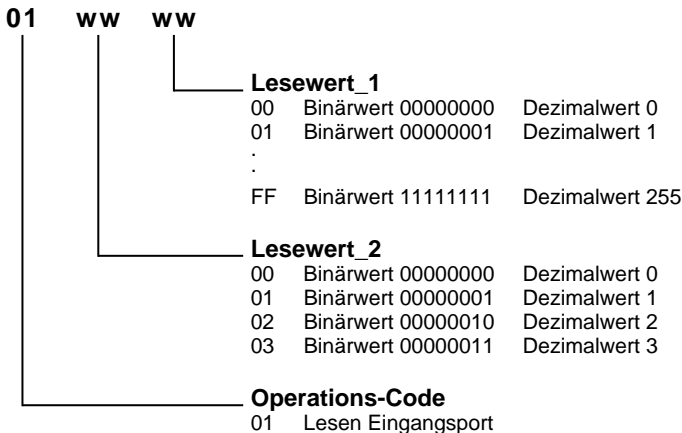 01 ww ww
Lesewert_1
00 Binärwert 00000000 Dezimalwert 0
01 Binärwert 00000001 Dezimalwert 1
.
.
FF Binärwert 11111111 Dezimalwert 255
Lesewert_2
00 Binärwert 00000000 Dezimalwert 0
01 Binärwert 00000001 Dezimalwert 1
02 Binärwert 00000010 Dezimalwert 2
03 Binärwert 00000011 Dezimalwert 3
Operations-Code
01 Lesen Eingangsport